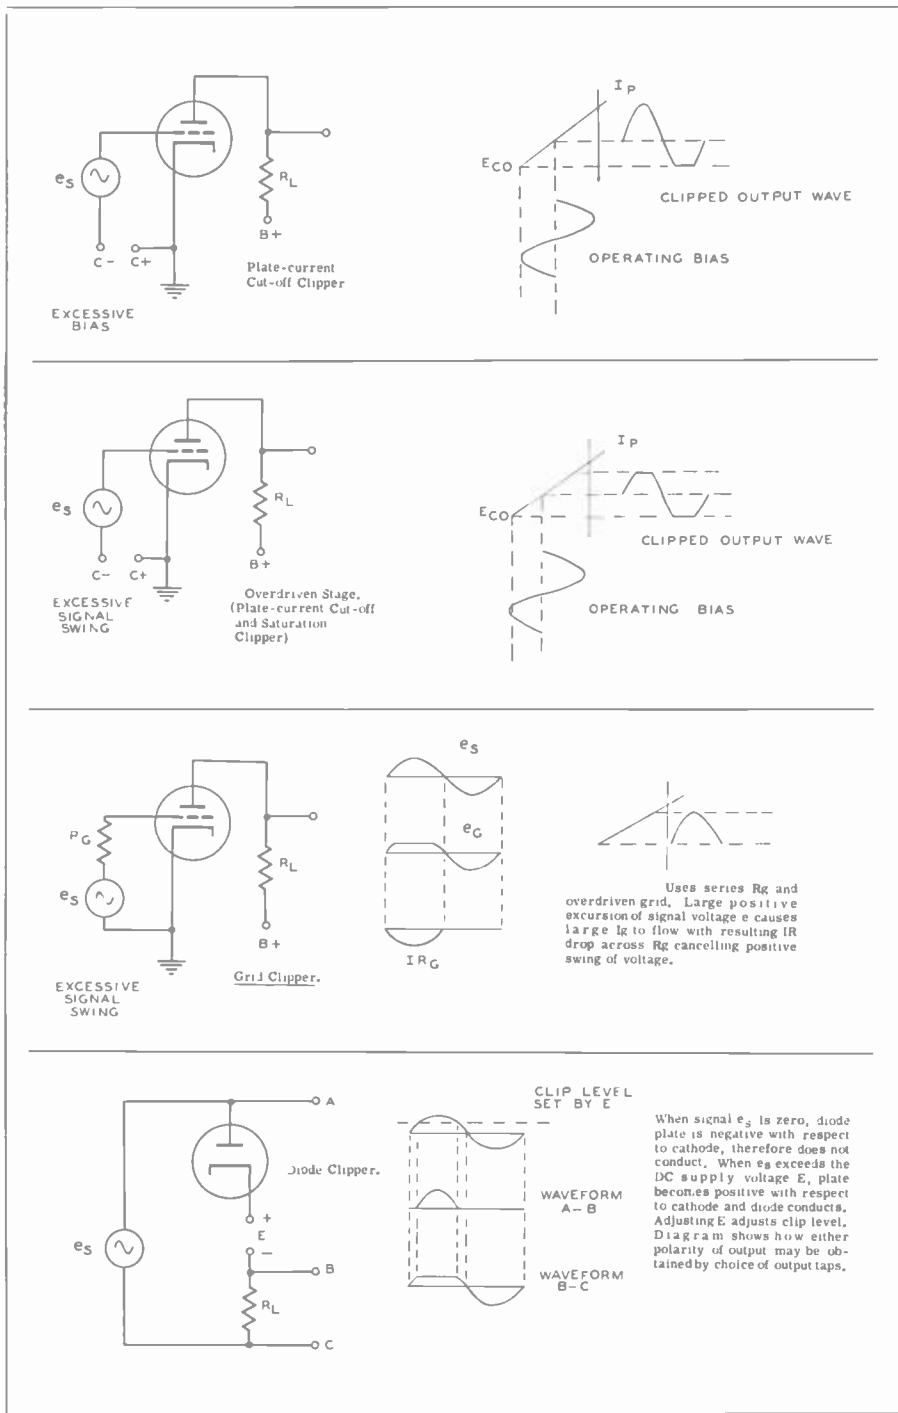 I P
e S
R L
E CO
B+
C- C+
CLIPPED OUTPUT WAVE
OPERATING BIAS
Plate-current
Cut-off Clipper
EXCESSIVE
BIAS
I P
e S
R L
E CO
B+
C- C+
CLIPPED OUTPUT WAVE
OPERATING BIAS
Overdriven Stage.
(Plate-current Cut-off
and Saturation
Clipper)
EXCESSIVE
SIGNAL
SWING
e S
R G
e S
R L
B+
e G
I R G
Grid Clipper.
EXCESSIVE
SIGNAL
SWING
Uses series Rg and
overdriven grid. Large positive
excursion of signal voltage e causes
large Ig to flow with resulting IR
drop across Rg cancelling positive
swing of voltage.
A
Diode Clipper.
+
E
-
e S
B
R L
C
CLIP LEVEL
SET BY E
WAVEFORM
A-B
WAVEFORM
B-C
When signal e s is zero, diode
plate is negative with respect
to cathode, therefore does not
conduct. When es exceeds the
DC supply voltage E, plate
becomes positive with respect
to cathode and diode conducts.
Adjusting E adjusts clip level.
Diagram shows how either
polarity of output may be ob-
tained by choice of output taps.